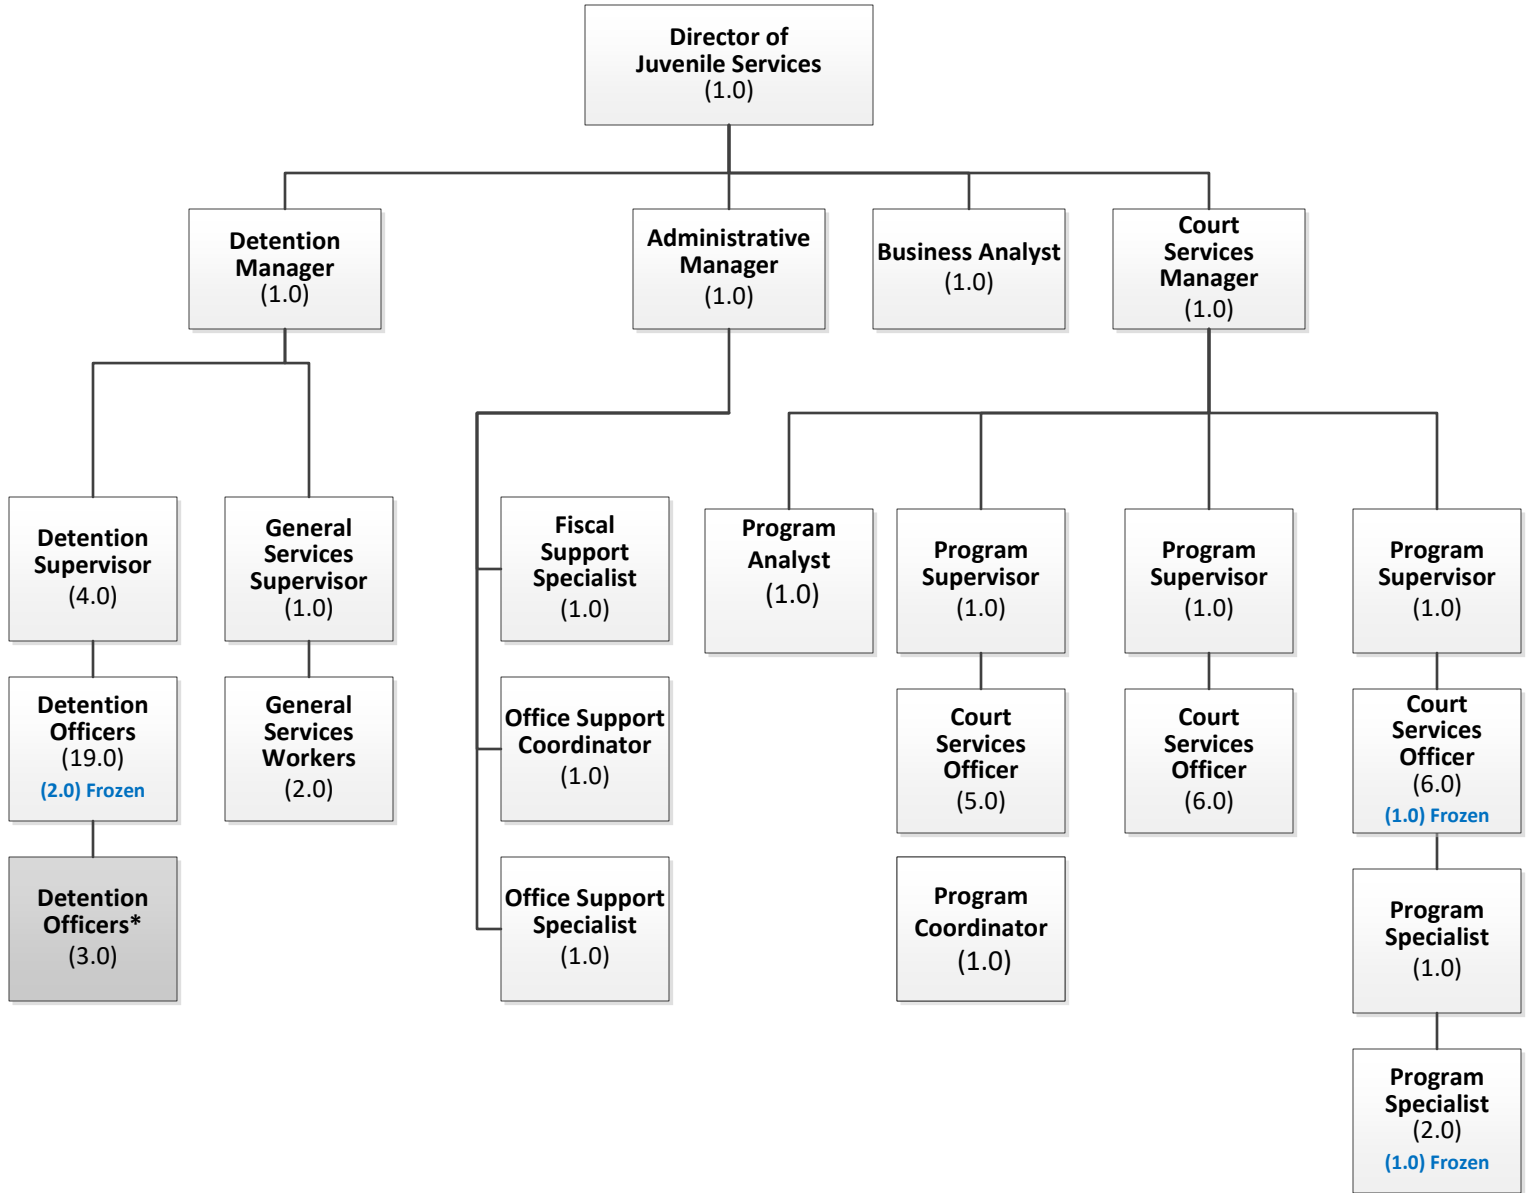 Director of
Juvenile Services
(1.0)
Detention
Manager
(1.0)
Administrative
Manager
(1.0)
Business Analyst
(1.0)
Court
Services
Manager
(1.0)
Detention
Supervisor
(4.0)
General
Services
Supervisor
(1.0)
Fiscal
Support
Specialist
(1.0)
Program
Analyst
(1.0)
Program
Supervisor
(1.0)
Program
Supervisor
(1.0)
Program
Supervisor
(1.0)
Detention
Officers
(19.0)
(2.0) Frozen
General
Services
Workers
(2.0)
Office Support
Coordinator
(1.0)
Court
Services
Officer
(5.0)
Court
Services
Officer
(6.0)
Court
Services
Officer
(6.0)
(1.0) Frozen
Detention
Officers*
(3.0)
Office Support
Specialist
(1.0)
Program
Coordinator
(1.0)
Program
Specialist
(1.0)
Program
Specialist
(2.0)
(1.0) Frozen